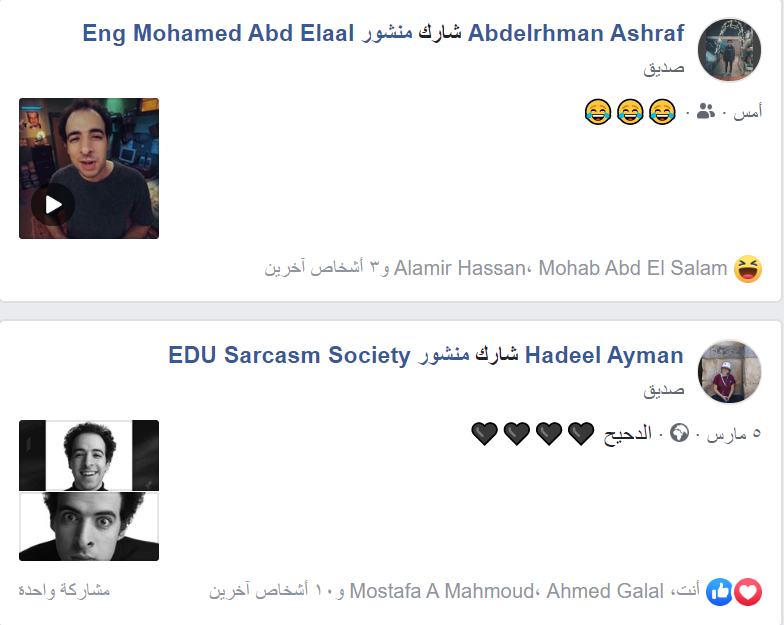 Abdelrhman Ashraf شارك منشور Eng Mohamed Abd Elaal
صديق
أمس · · 😂😂😂
Alamir Hassan، Mohab Abd El Salam و٣ أشخاص آخرين
Hadeel Ayman شارك منشور EDU Sarcasm Society
صديق
٥ مارس · · الدحيح 🖤🖤🖤🖤
أنت، Mostafa A Mahmoud، Ahmed Galal و١٠ أشخاص آخرين
مشاركة واحدة